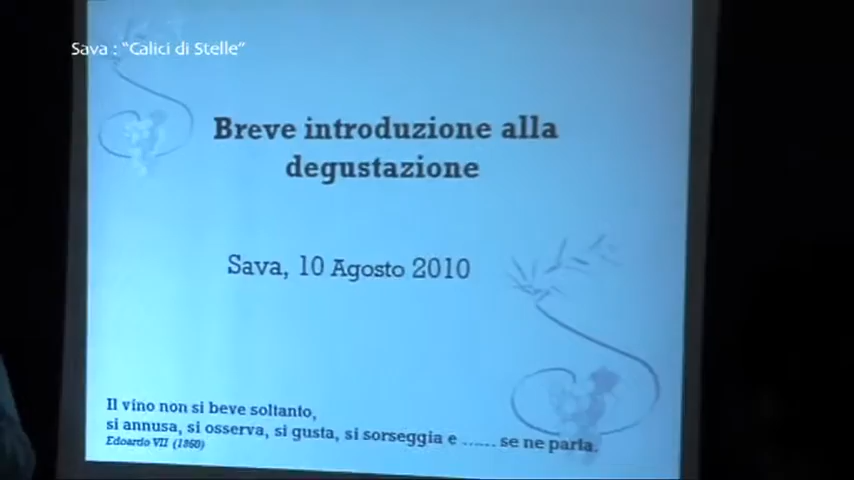 Sava : “Calici di Stelle”
Breve introduzione alla
degustazione
Sava, 10 Agosto 2010
Il vino non si beve soltanto,
si annusa, si osserva, si gusta, si sorseggia e ...... se ne parla.
Edoardo VII (1860)